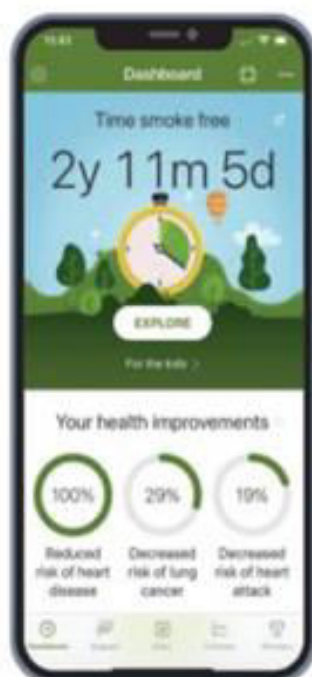 Dashboard
Time smoke free
2y 11m 5d
EXPLORE
For the kids >
Your health improvements
100%
29%
19%
Reduced
risk of heart
disease
Decreased
risk of lung
cancer
Decreased
risk of heart
attack
Dashboard